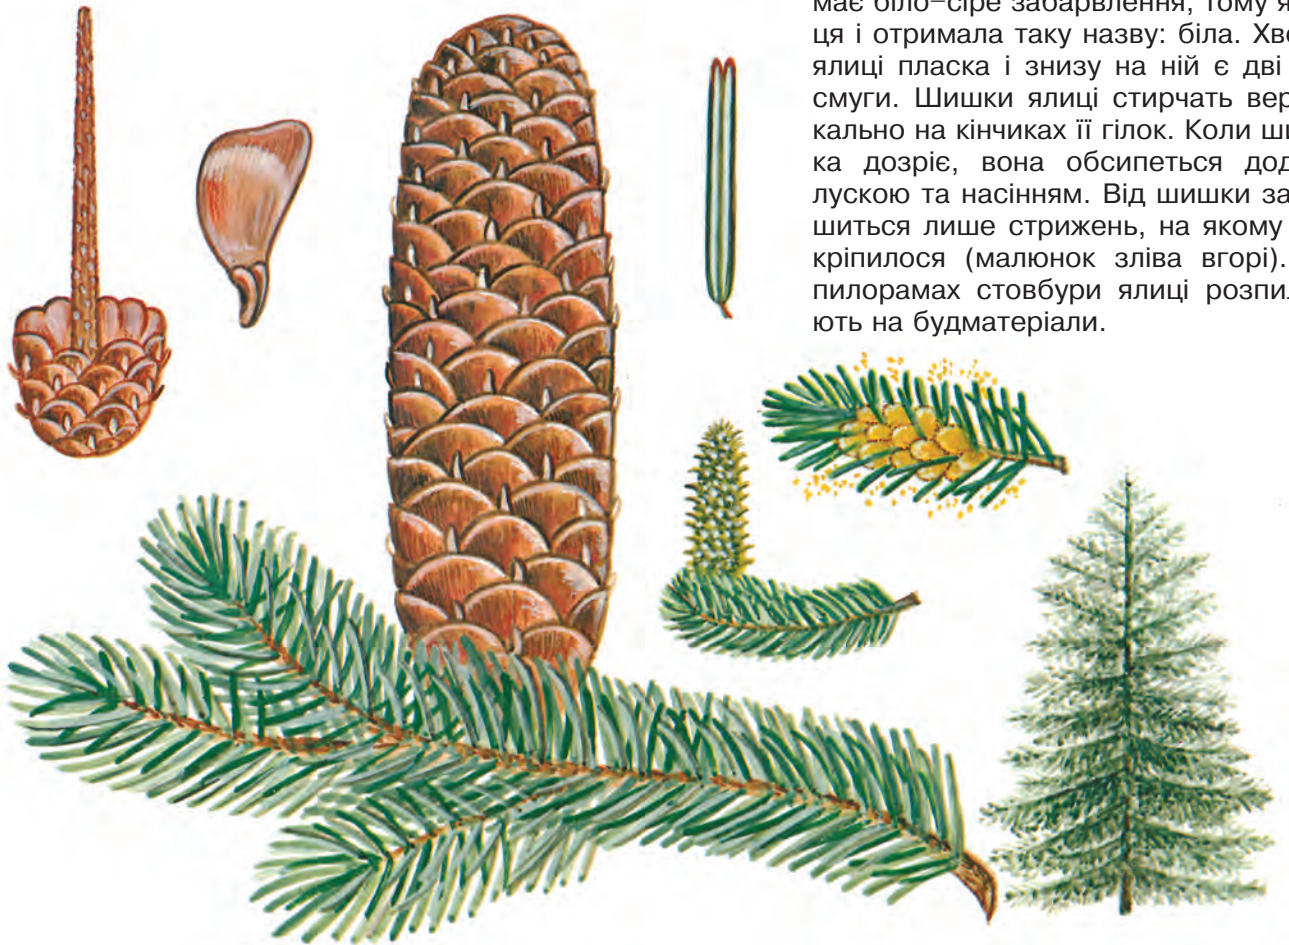 має біло-сіре забарвлення, тому я
ця і отримала таку назву: біла. Хво
ялиці пласка і знизу на ній є дві
смуги. Шишки ялиці стирчать вер
кально на кінчиках її гілок. Коли ши
ка дозріє, вона обсипеться дод
лускою та насінням. Від шишки за
шиться лише стрижень, на якому
кріпилося (малюнок зліва вгорі).
пилорамах стовбури ялиці розпил
ють на будматеріали.